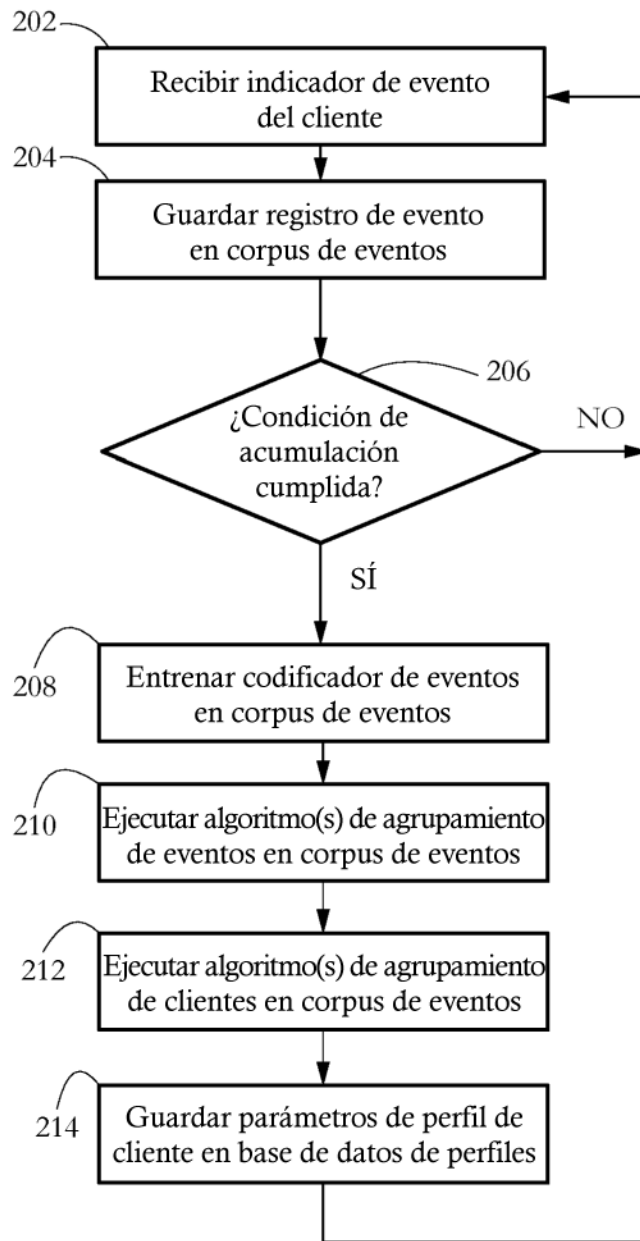 202
Recibir indicador de evento
del cliente
204
Guardar registro de evento
en corpus de eventos
206
¿Condición de
acumulación
cumplida?
NO
SÍ
208
Entrenar codificador de eventos
en corpus de eventos
210
Ejecutar algoritmo(s) de agrupamiento
de eventos en corpus de eventos
212
Ejecutar algoritmo(s) de agrupamiento
de clientes en corpus de eventos
214
Guardar parámetros de perfil de
cliente en base de datos de perfiles